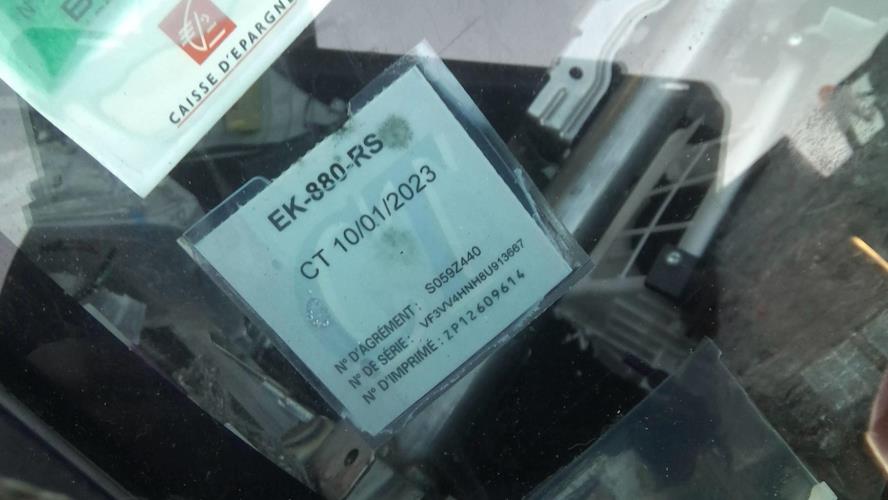 CAISSE D'EPARGNE
EK-880-RS
CT 10/01/2023
N° D'AGRÉMENT : S059Z440
N° DE SÉRIE : VF3VV4HNH8U913667
N° D'IMPRIMÉ : ZP12609614